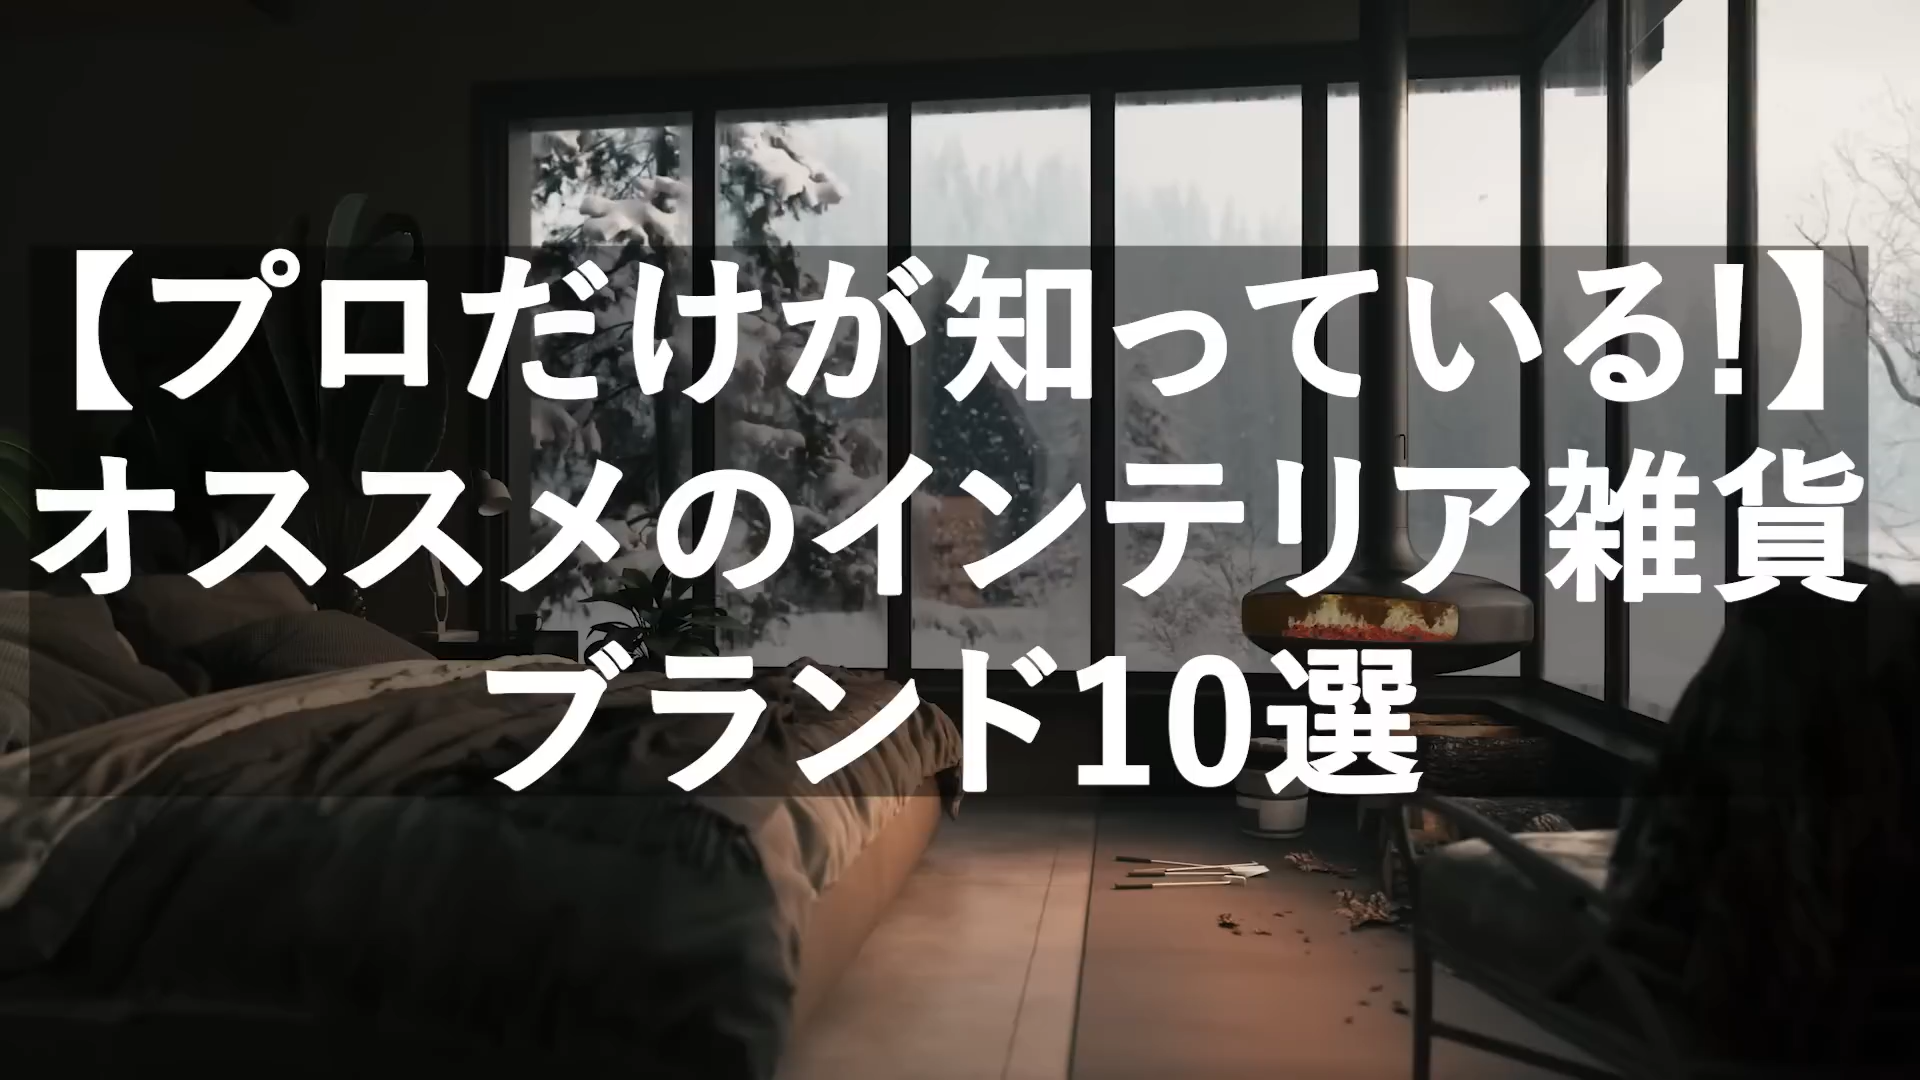 【プロだけが知っている!】
オススメのインテリア雑貨
ブランド10選